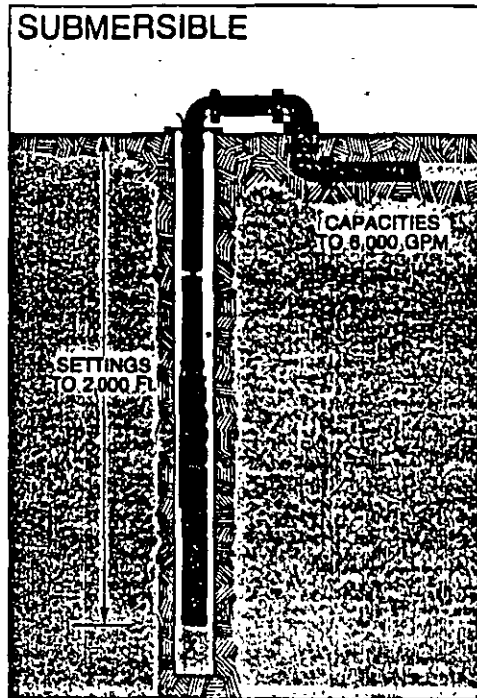 SUBMERSIBLE
CAPACITIES
TO 6,000 GPM
SETTINGS
TO 2,000 Ft.